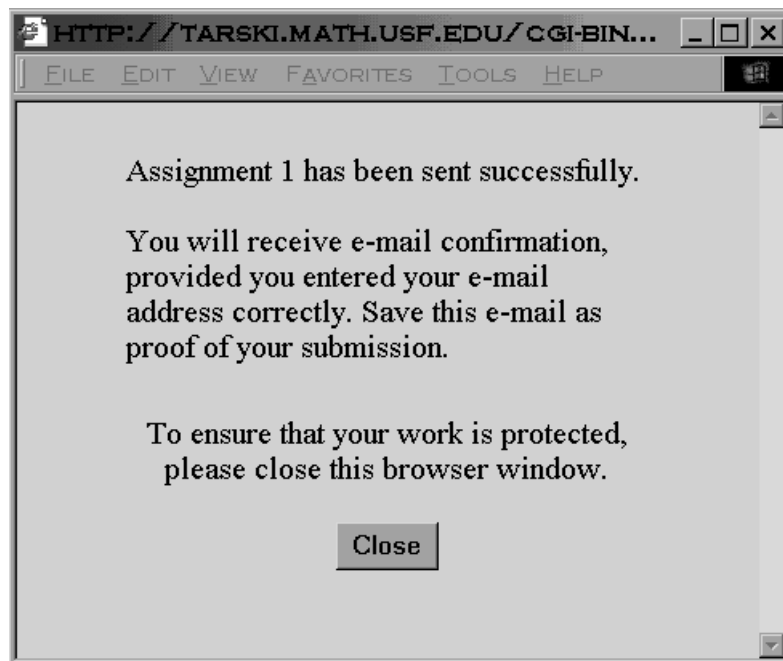 HTTP://TARSKI.MATH.USF.EDU/CGI-BIN...
FILE EDIT VIEW FAVORITES TOOLS HELP
Assignment 1 has been sent successfully.
You will receive e-mail confirmation,
provided you entered your e-mail
address correctly. Save this e-mail as
proof of your submission.
To ensure that your work is protected,
please close this browser window.
Close